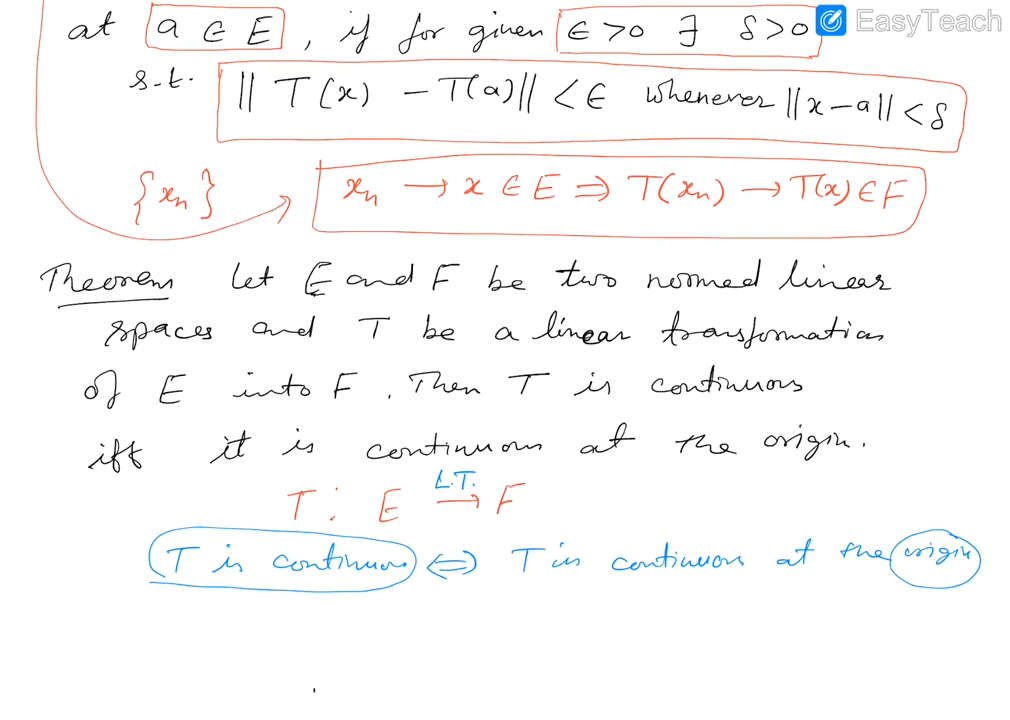 at a ∈ E, if for given ∈ > 0 ∃ δ > 0
EasyTeach
s.t. || T(x) - T(a) || < ∈ whenever || x - a || < δ
{xn} xn → x ∈ E ⇒ T(xn) → T(x) ∈ F
Theorem Let E and F be two normed linear
spaces and T be a linear transformation
of E into F. Then T is continuous
iff it is continuous at the origin.
T : E L.T. → F
T is continuous ⇔ T is continuous at the origin